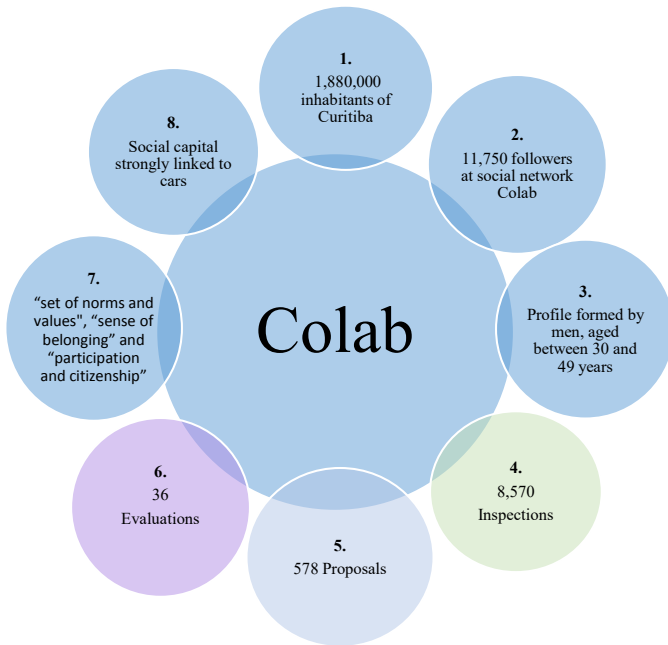 1.
1,880,000
inhabitants of
Curitiba
2.
11,750 followers
at social network
Colab
3.
Profile formed by
men, aged
between 30 and
49 years
4.
8,570
Inspections
5.
578 Proposals
6.
36
Evaluations
7.
“set of norms and
values", “sense of
belonging” and
“participation
and citizenship”
8.
Social capital
strongly linked to
cars
Colab